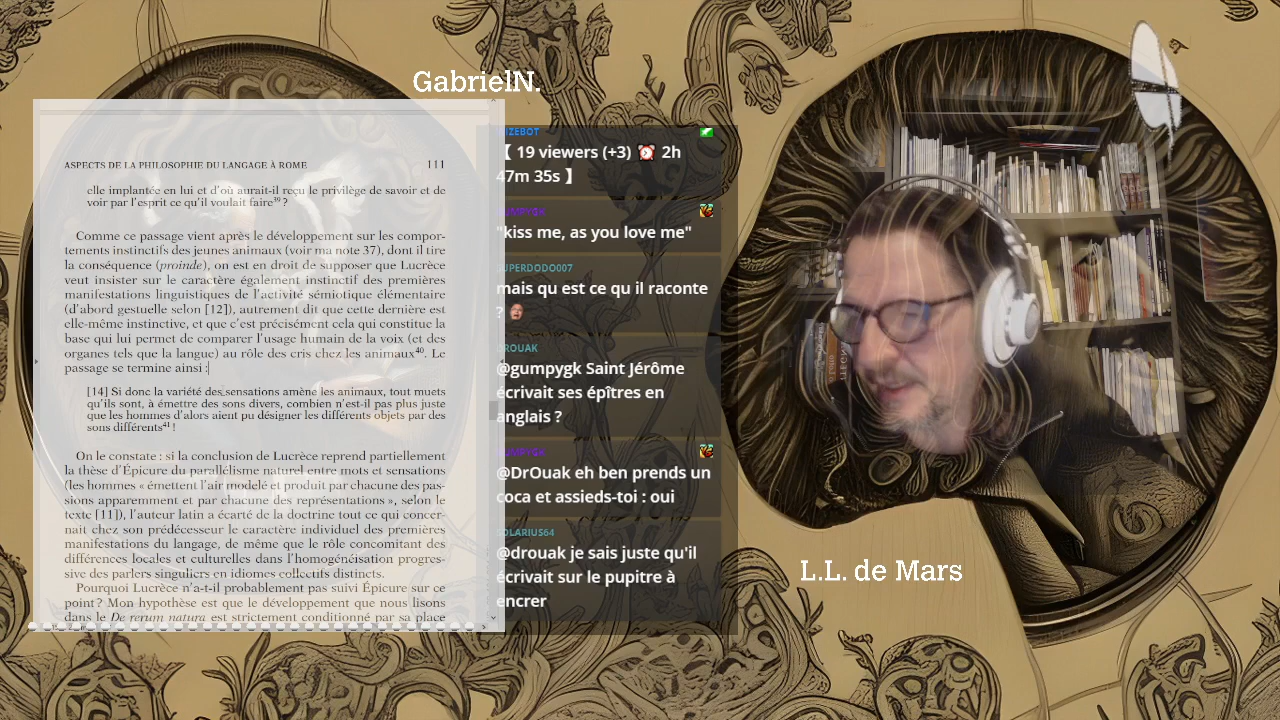 GabrielN.
ASPECTS DE LA PHILOSOPHIE DU LANGAGE À ROME 111
elle implantée en lui et d'où aurait-il reçu le privilège de savoir et de
voir par l'esprit ce qu'il voulait faire³⁹ ?
Comme ce passage vient après le développement sur les compor-
tements instinctifs des jeunes animaux (voir ma note 37), dont il tire
la conséquence (proinde), on est en droit de supposer que Lucrèce
veut insister sur le caractère également instinctif des premières
manifestations linguistiques de l'activité sémiotique élémentaire
(d'abord gestuelle selon [12]), autrement dit que cette dernière est
elle-même instinctive, et que c'est précisément cela qui constitue la
base qui lui permet de comparer l'usage humain de la voix (et des
organes tels que la langue) au rôle des cris chez les animaux⁴⁰. Le
passage se termine ainsi :
[14] Si donc la variété des sensations amène les animaux, tout muets
qu'ils sont, à émettre des sons divers, combien n'est-il pas plus juste
que les hommes d'alors aient pu désigner les différents objets par des
sons différents⁴¹ !
On le constate : si la conclusion de Lucrèce reprend partiellement
la thèse d'Épicure du parallélisme naturel entre mots et sensations
(les hommes « émettent l'air modelé et produit par chacune des pas-
sions apparemment et par chacune des représentations », selon le
texte [11]), l'auteur latin a écarté de la doctrine tout ce qui concer-
nait chez son prédécesseur le caractère individuel des premières
manifestations du langage, de même que le rôle concomitant des
différences locales et culturelles dans l'homogénéisation progres-
sive des parlers singuliers en idiomes collectifs distincts.
Pourquoi Lucrèce n'a-t-il probablement pas suivi Épicure sur ce
point ? Mon hypothèse est que le développement que nous lisons
dans le De rerum natura est strictement conditionné par sa place
IZEBOT
【 19 viewers (+3) ⏰ 2h
47m 35s 】
GUMPYGK
"kiss me, as you love me"
SUPERDODO007
mais qu est ce qu il raconte
?
DROUAK
@gumpygk Saint Jérôme
écrivait ses épîtres en
anglais ?
GUMPYGK
@DrOuak eh ben prends un
coca et assieds-toi : oui
SOLARIUS64
@drouak je sais juste qu'il
écrivait sur le pupitre à
encrer
L.L. de Mars